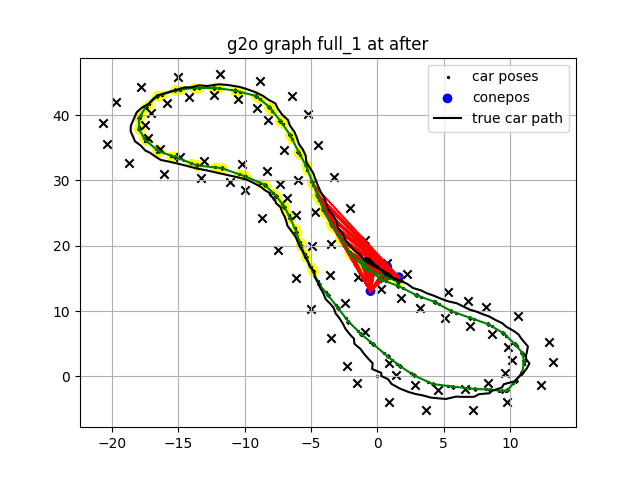 g2o graph full_1 at after
car poses
conepos
true car path
40
30
20
10
0
−20 −15 −10 −5 0 5 10